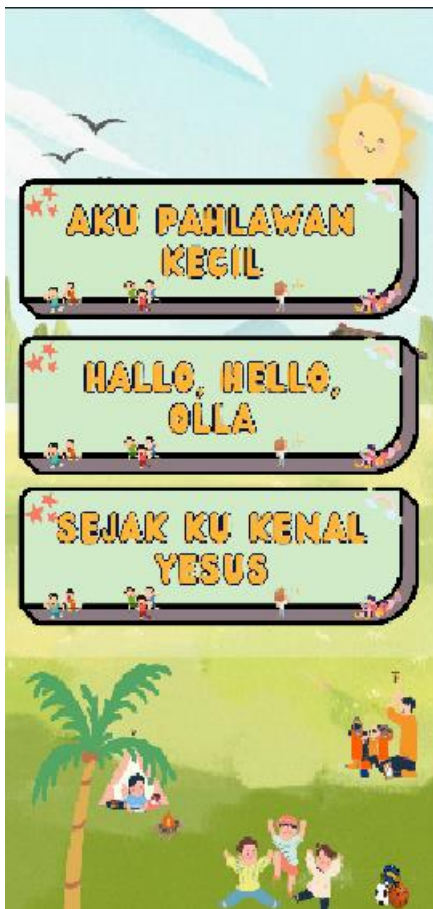 AKU PAHLAWAN
KECIL
HALLO, HELLO,
OLLA
SEJAK KU KENAL
YESUS